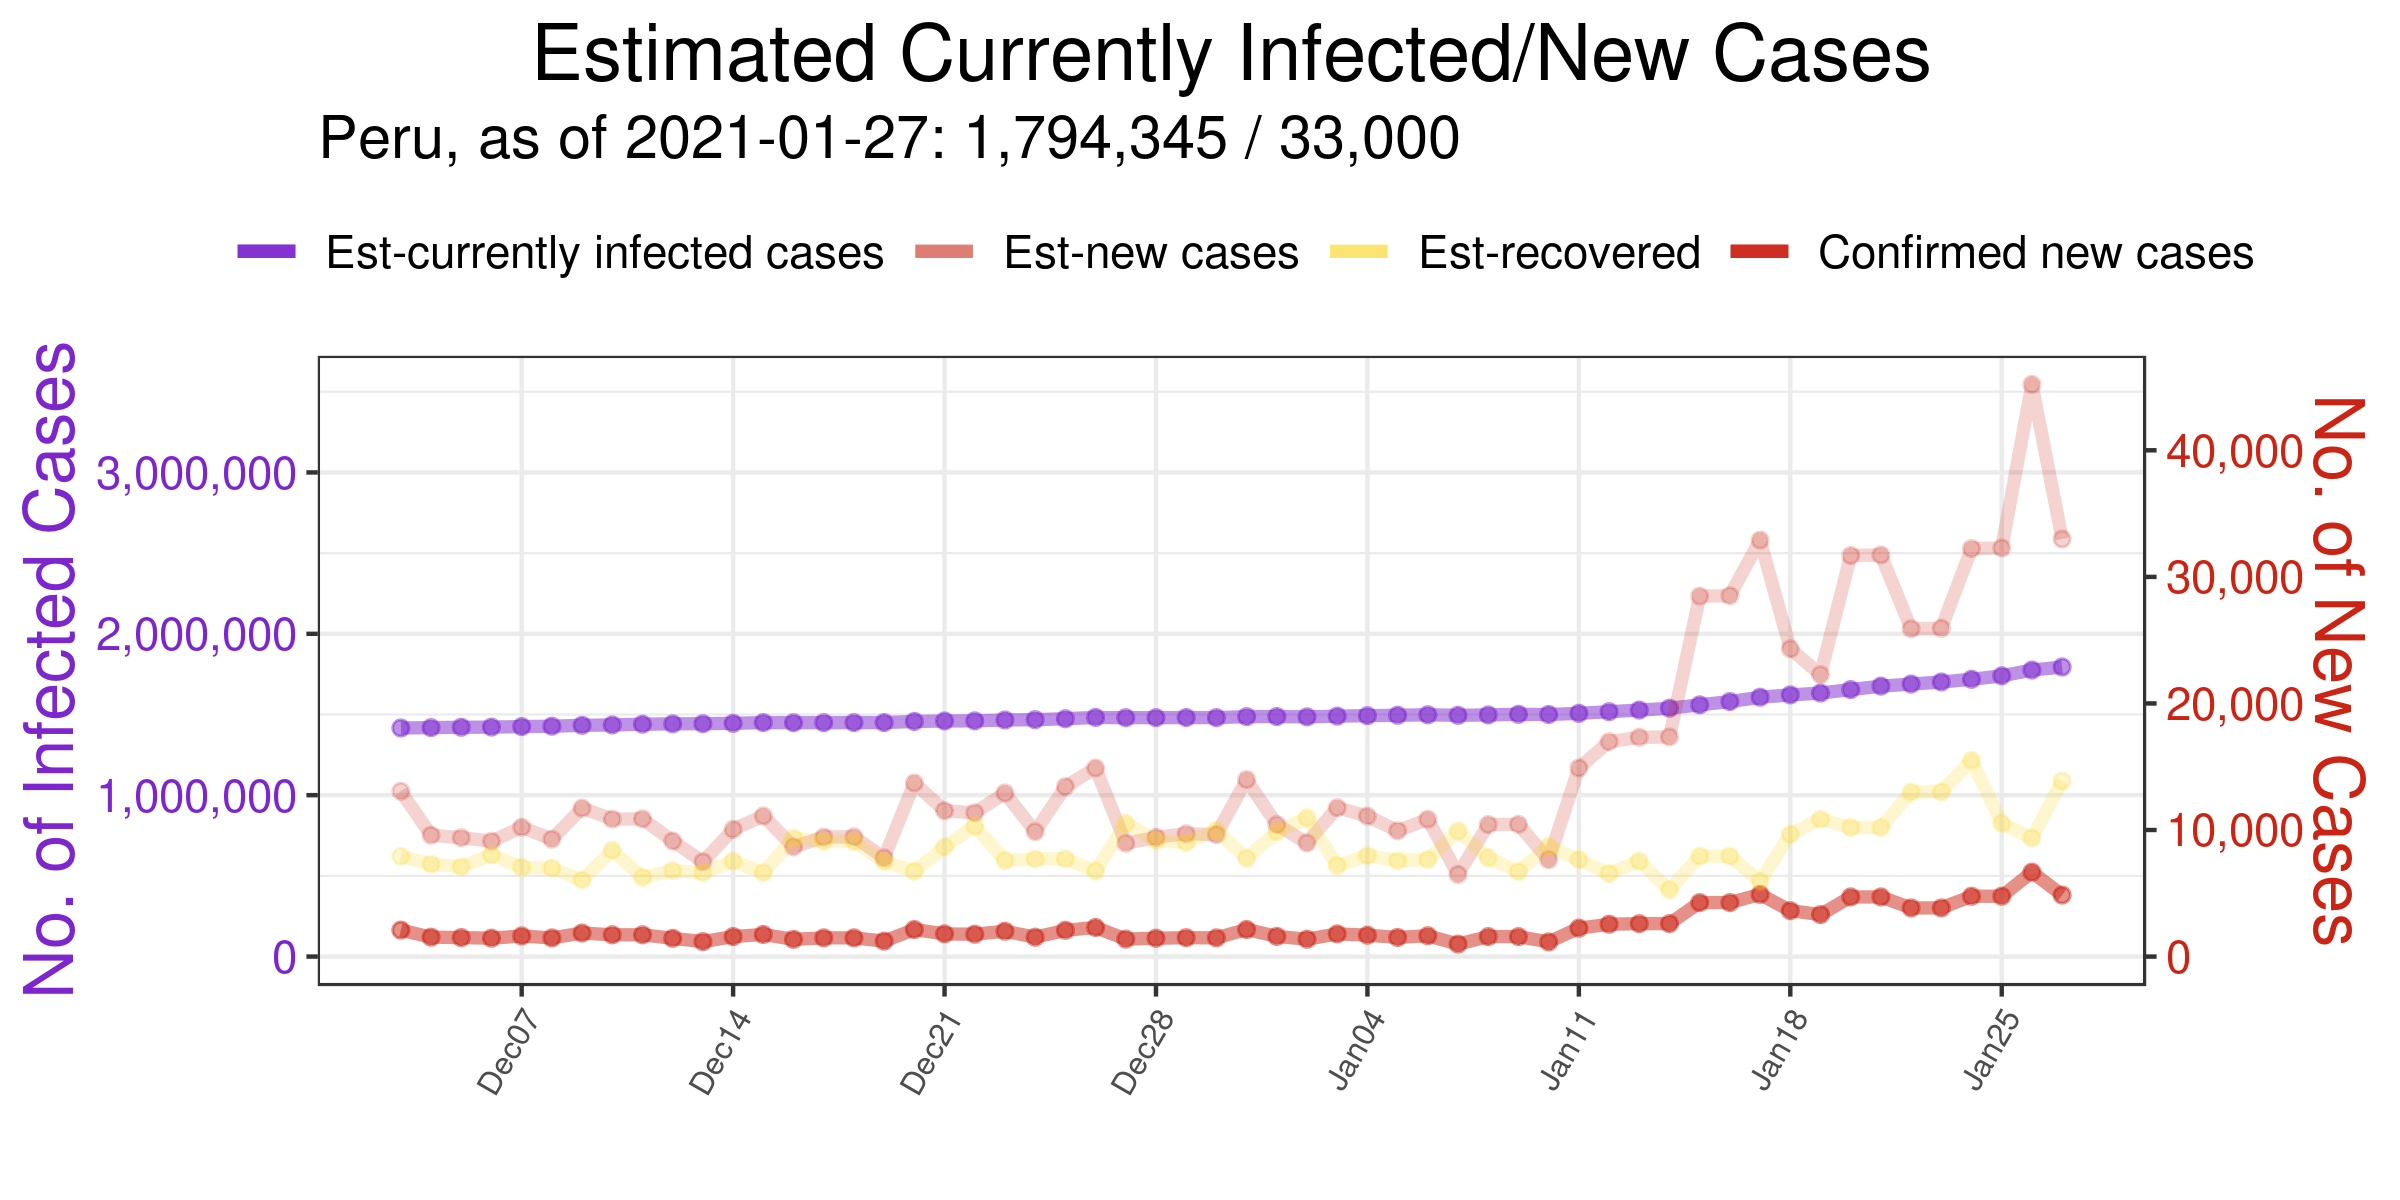 Estimated Currently Infected/New Cases
Peru, as of 2021-01-27: 1,794,345 / 33,000
Est-currently infected cases Est-new cases Est-recovered Confirmed new cases
No. of Infected Cases
3,000,000
2,000,000
1,000,000
0
40,000
30,000
20,000
10,000
0
No. of New Cases
Dec07 Dec14 Dec21 Dec28 Jan04 Jan11 Jan18 Jan25